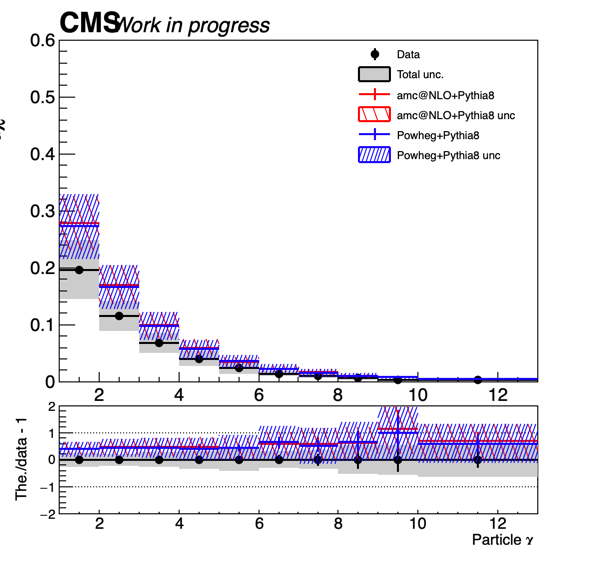 CMS Work in progress
0.6
0.5
0.4
0.3
0.2
0.1
0
Data
Total unc.
amc@NLO+Pythia8
amc@NLO+Pythia8 unc
Powheg+Pythia8
Powheg+Pythia8 unc
2 4 6 8 10 12
The./data - 1
2
1
0
−1
−2
2 4 6 8 10 12
Particle γ